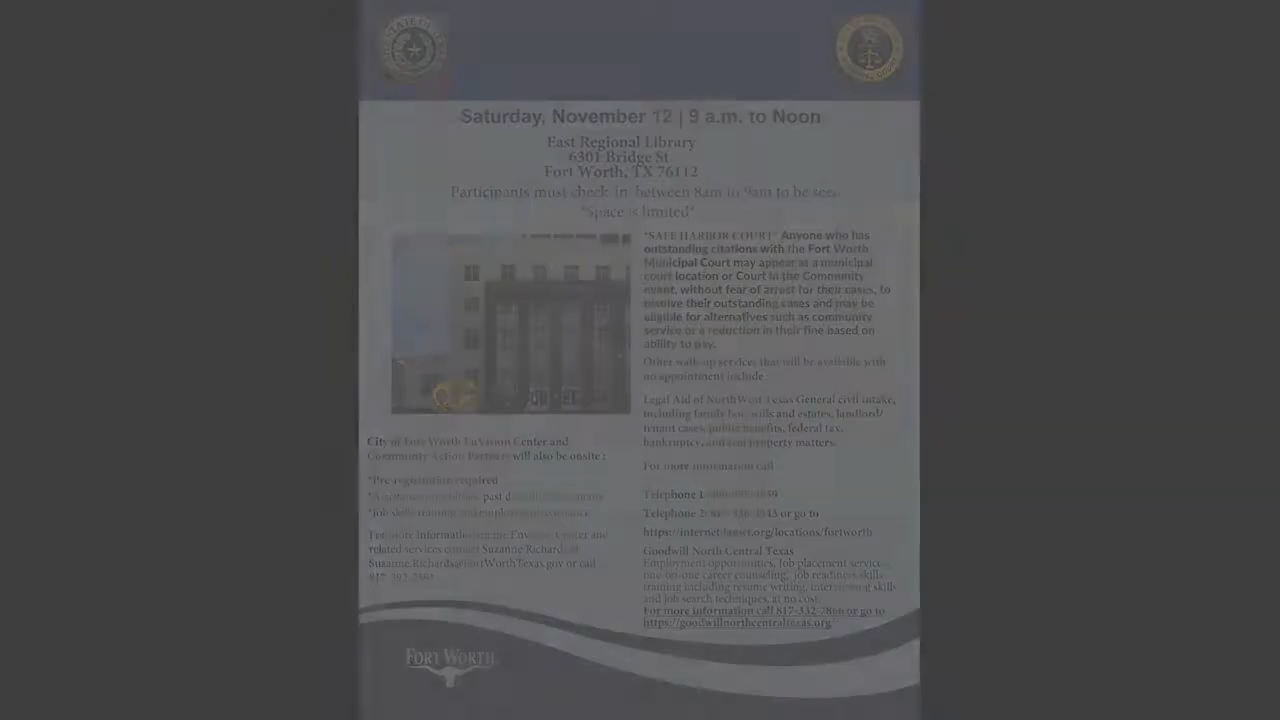 Saturday, November 12 | 9 a.m. to Noon
East Regional Library
6301 Bridge St.
Fort Worth, TX 76112
Participants must check-in between 8am to 9am to be seen.
*Space is limited*
*SAFE HARBOR COURT* Anyone who has
outstanding citations with the Fort Worth
Municipal Court may appear at a municipal
court location or Court in the Community
event, without fear of arrest for their cases, to
resolve their outstanding cases and may be
eligible for alternatives such as community
service or a reduction in their fine based on
ability to pay.
Other walk-up services that will be available with
no appointment include:
Legal Aid of NorthWest Texas General civil intake,
including family law, wills and estates, landlord/
tenant cases, public benefits, federal tax,
bankruptcy, and real property matters.
For more information call
Telephone 1
Telephone 2: or go to
https://internet.lanwt.org/locations/fortworth
Goodwill North Central Texas
Employment opportunities, Job placement services,
one-on-one career counseling, job readiness skills
training including resume writing, interviewing skills
and job search techniques, at no cost.
For more information call 817-332-7866 or go to
https://goodwillnorthcentraltexas.org/
City of Fort Worth EnVision Center and
Community Action Partners will also be onsite:
*Pre-registration required
past
*Job skills training and employment assistance
For more information on the EnVision Center and
related services contact Suzanne Richards at
Suzanne.Richards@FortWorthTexas.gov or call
FORT WORTH